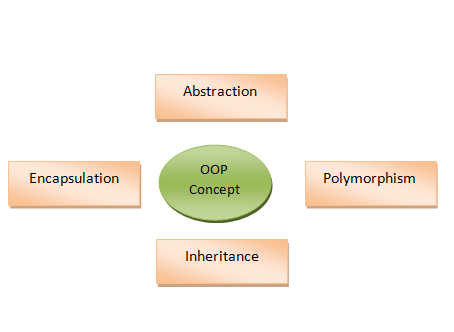 Abstraction
Encapsulation
OOP
Concept
Polymorphism
Inheritance